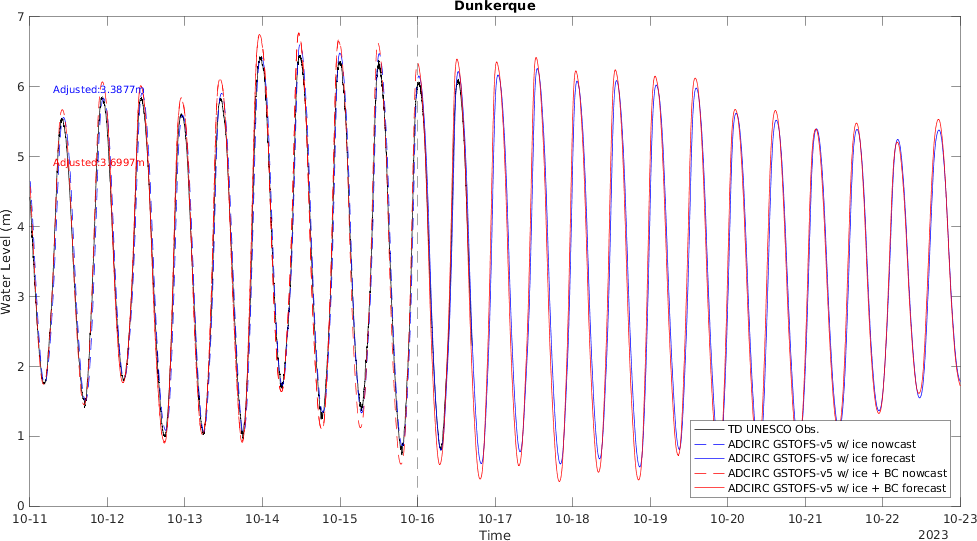 Dunkerque
7
6
5
4
3
2
1
0
Water Level (m)
Adjusted:3.3877m
Adjusted:3.6997m
TD UNESCO Obs.
ADCIRC GSTOFS-v5 w/ ice nowcast
ADCIRC GSTOFS-v5 w/ ice forecast
ADCIRC GSTOFS-v5 w/ ice + BC nowcast
ADCIRC GSTOFS-v5 w/ ice + BC forecast
10-11 10-12 10-13 10-14 10-15 10-16 10-17 10-18 10-19 10-20 10-21 10-22 10-23
Time 2023